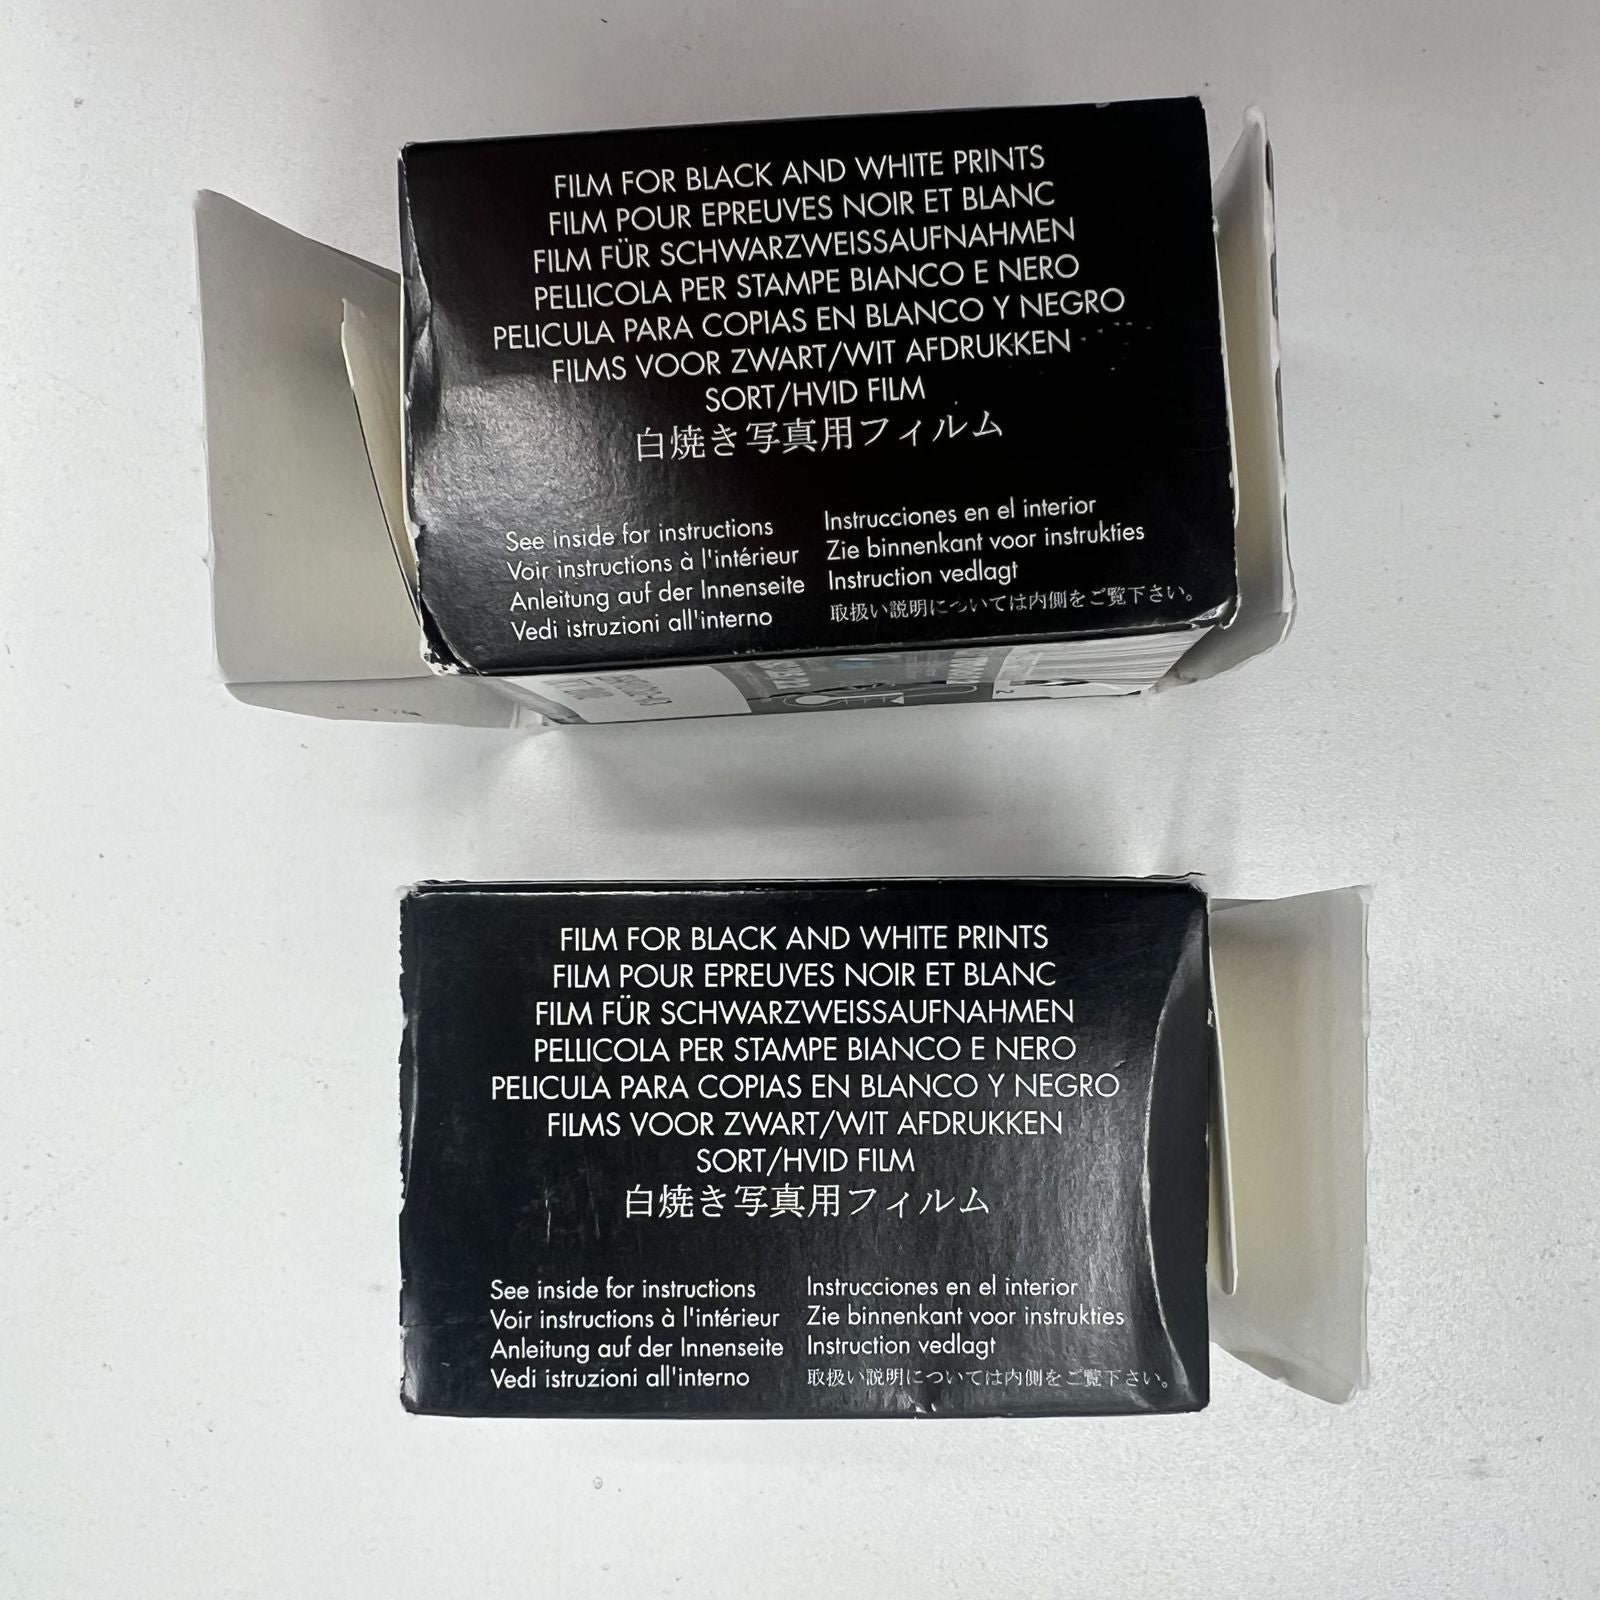 FILM FOR BLACK AND WHITE PRINTS
FILM POUR EPREUVES NOIR ET BLANC
FILM FÜR SCHWARZWEISSAUFNAHMEN
PELLICOLA PER STAMPE BIANCO E NERO
PELICULA PARA COPIAS EN BLANCO Y NEGRO
FILMS VOOR ZWART/WIT AFDRUKKEN
SORT/HVID FILM
白焼き写真用フィルム
See inside for instructions
Voir instructions à l'intérieur
Anleitung auf der Innenseite
Vedi istruzioni all'interno
Instrucciones en el interior
Zie binnenkant voor instrukties
Instruction vedlagt
取扱い説明については内側をご覧下さい。
FILM FOR BLACK AND WHITE PRINTS
FILM POUR EPREUVES NOIR ET BLANC
FILM FÜR SCHWARZWEISSAUFNAHMEN
PELLICOLA PER STAMPE BIANCO E NERO
PELICULA PARA COPIAS EN BLANCO Y NEGRO
FILMS VOOR ZWART/WIT AFDRUKKEN
SORT/HVID FILM
白焼き写真用フィルム
See inside for instructions
Voir instructions à l'intérieur
Anleitung auf der Innenseite
Vedi istruzioni all'interno
Instrucciones en el interior
Zie binnenkant voor instrukties
Instruction vedlagt
取扱い説明については内側をご覧下さい。